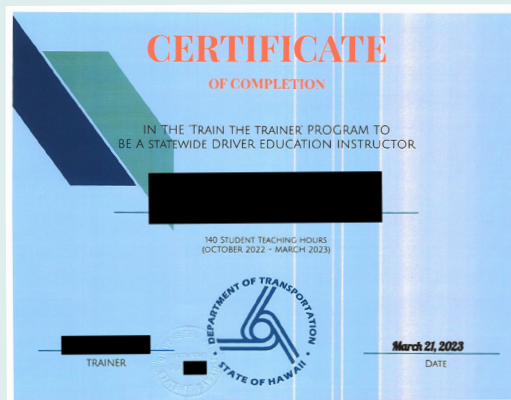 CERTIFICATE
OF COMPLETION
IN THE 'TRAIN THE TRAINER' PROGRAM TO
BE A STATEWIDE DRIVER EDUCATION INSTRUCTOR
140 STUDENT TEACHING HOURS
(OCTOBER 2022 - MARCH 2023)
DEPARTMENT OF TRANSPORTATION
STATE OF HAWAII
March 21, 2023
TRAINER
DATE